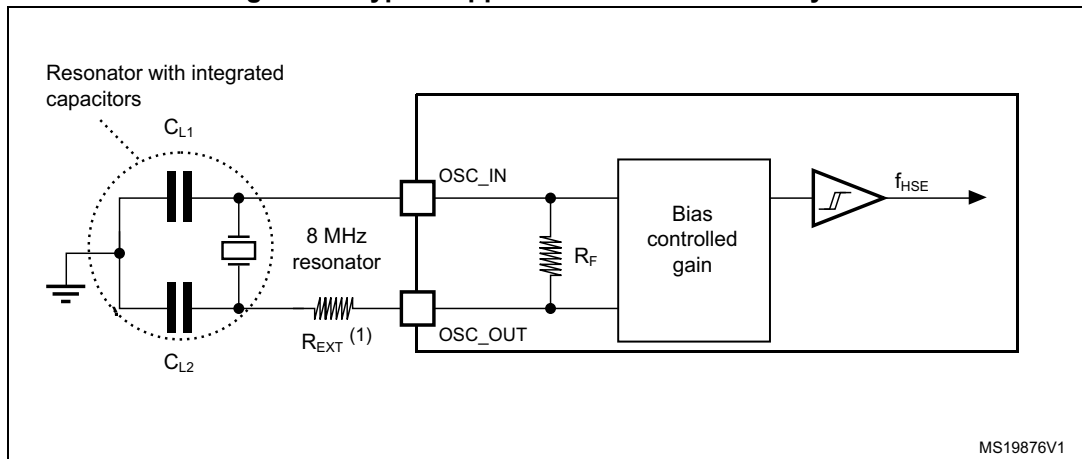 Resonator with integrated
capacitors
CL1
OSC_IN
fHSE
8 MHz
resonator
RF
Bias
controlled
gain
REXT (1)
OSC_OUT
CL2
MS19876V1